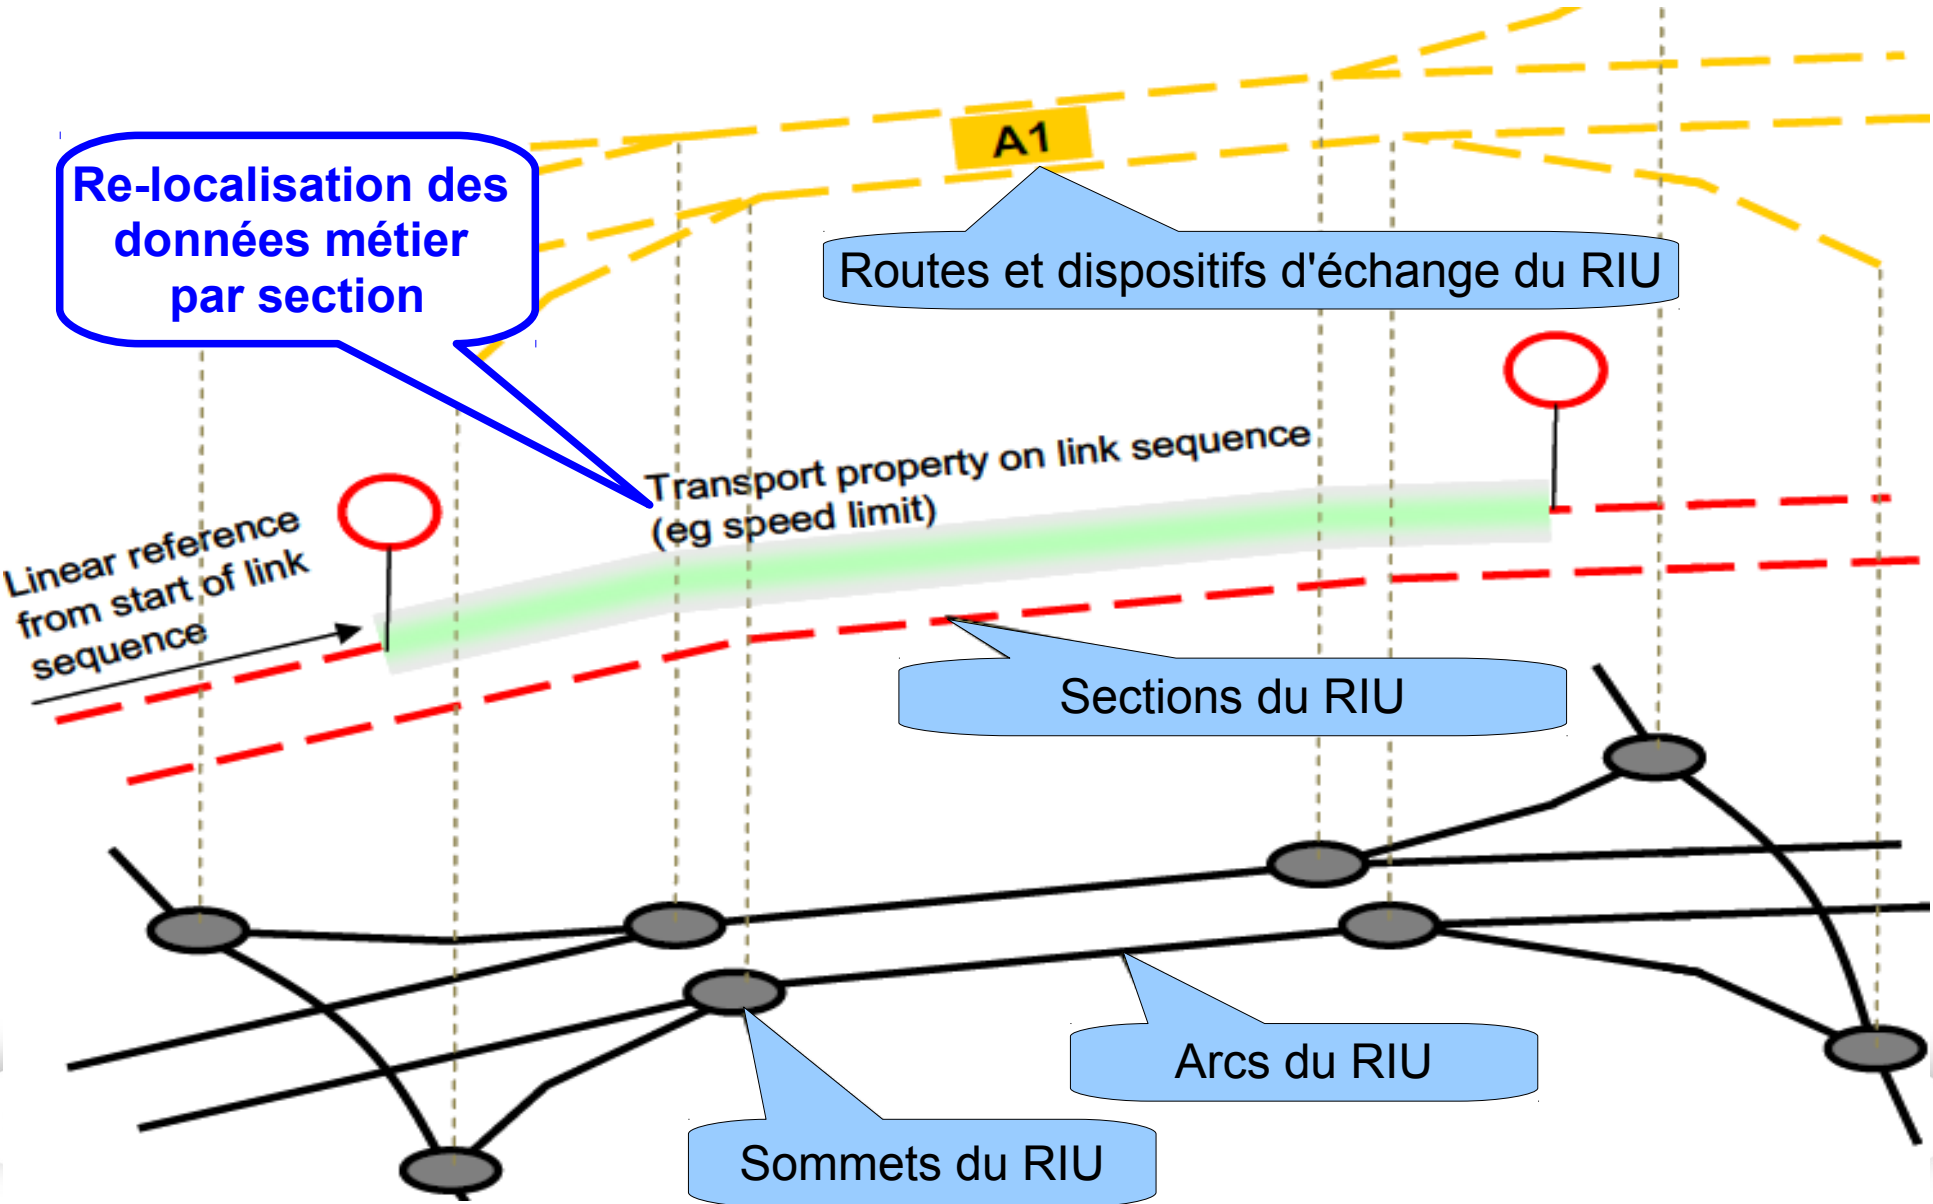 A1
Re-localisation des
données métier
par section
Routes et dispositifs d'échange du RIU
Transport property on link sequence
(eg speed limit)
Linear reference
from start of link
sequence
Sections du RIU
Arcs du RIU
Sommets du RIU